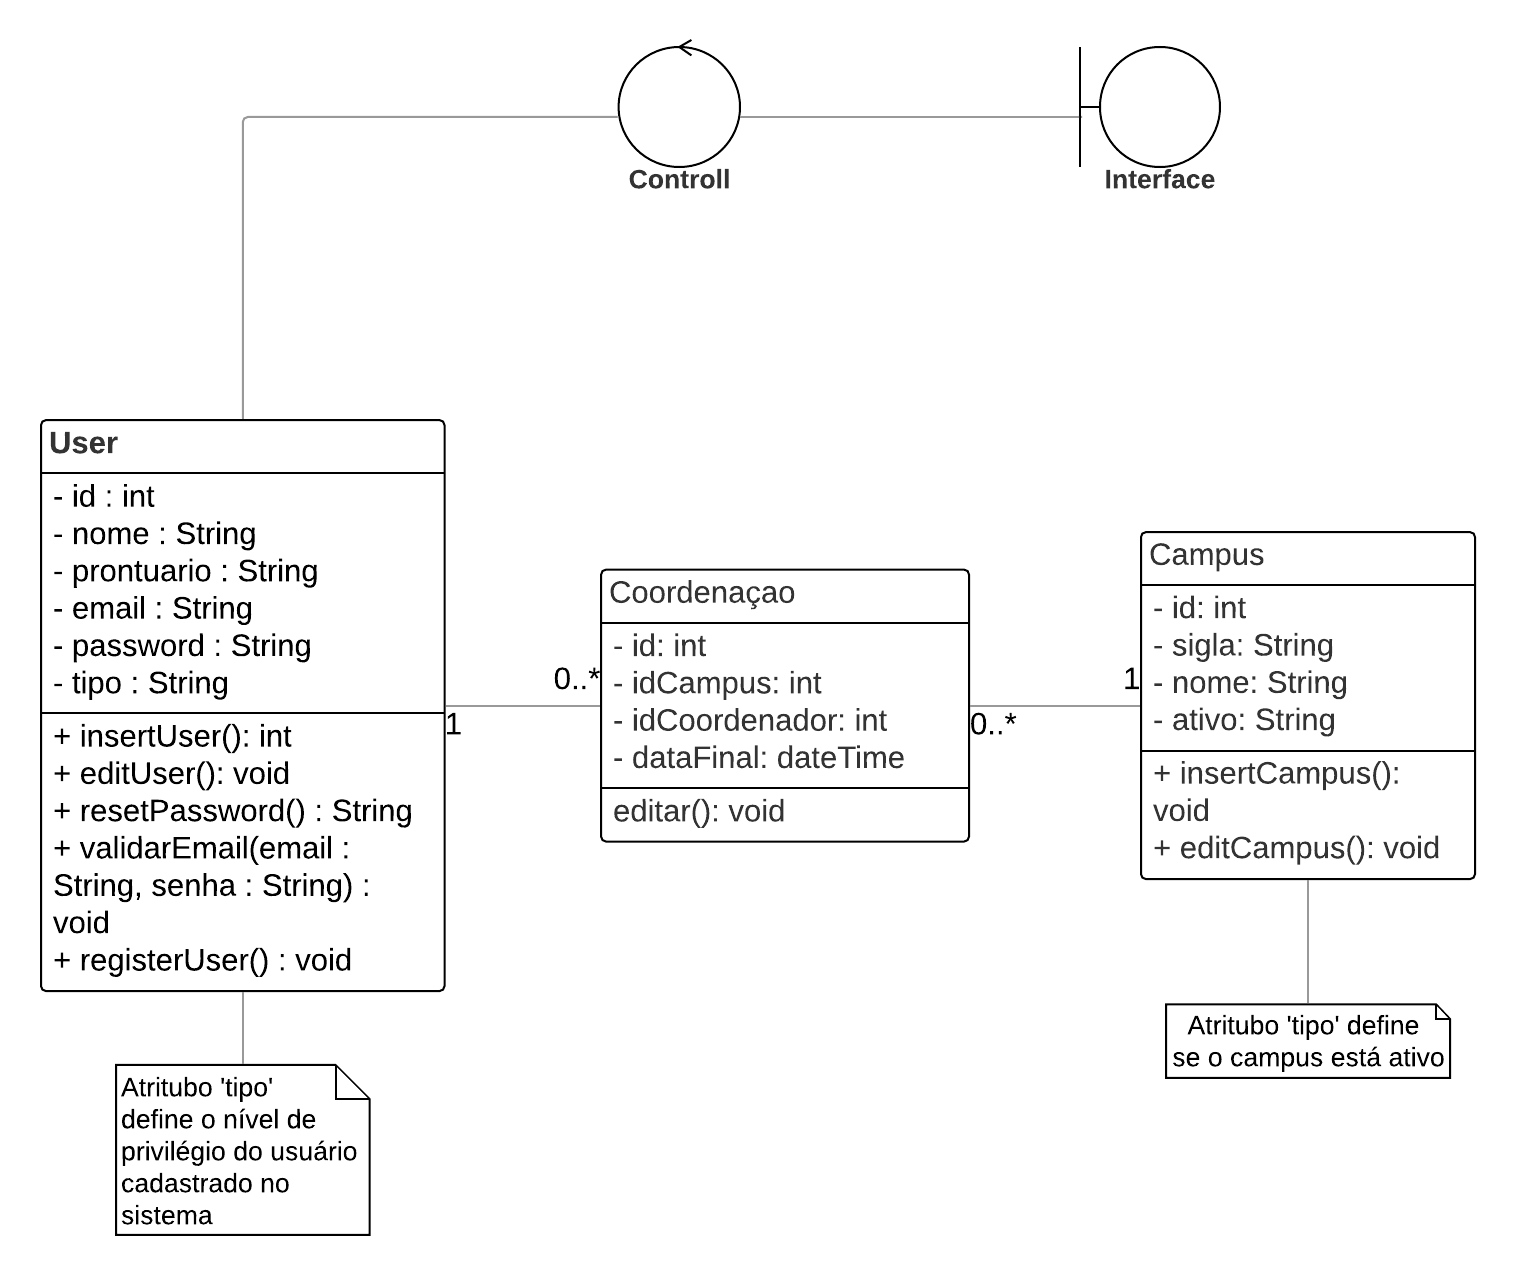 Controll
Interface
User
- id : int
- nome : String
- prontuario : String
- email : String
- password : String
- tipo : String
+ insertUser(): int
+ editUser(): void
+ resetPassword() : String
+ validarEmail(email :
String, senha : String) :
void
+ registerUser() : void
1
0..*
Coordenaçao
- id: int
- idCampus: int
- idCoordenador: int
- dataFinal: dateTime
editar(): void
0..*
1
Campus
- id: int
- sigla: String
- nome: String
- ativo: String
+ insertCampus():
void
+ editCampus(): void
Atritubo 'tipo'
define o nível de
privilégio do usuário
cadastrado no
sistema
Atritubo 'tipo' define
se o campus está ativo